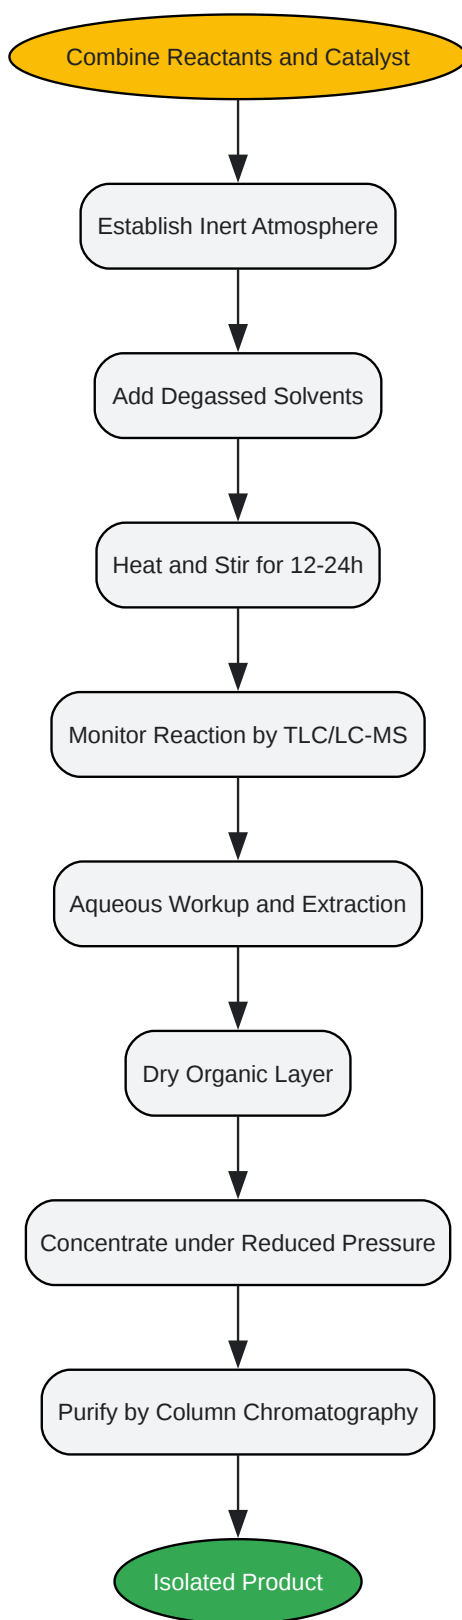 Combine Reactants and Catalyst
Establish Inert Atmosphere
Add Degassed Solvents
Heat and Stir for 12-24h
Monitor Reaction by TLC/LC-MS
Aqueous Workup and Extraction
Dry Organic Layer
Concentrate under Reduced Pressure
Purify by Column Chromatography
Isolated Product